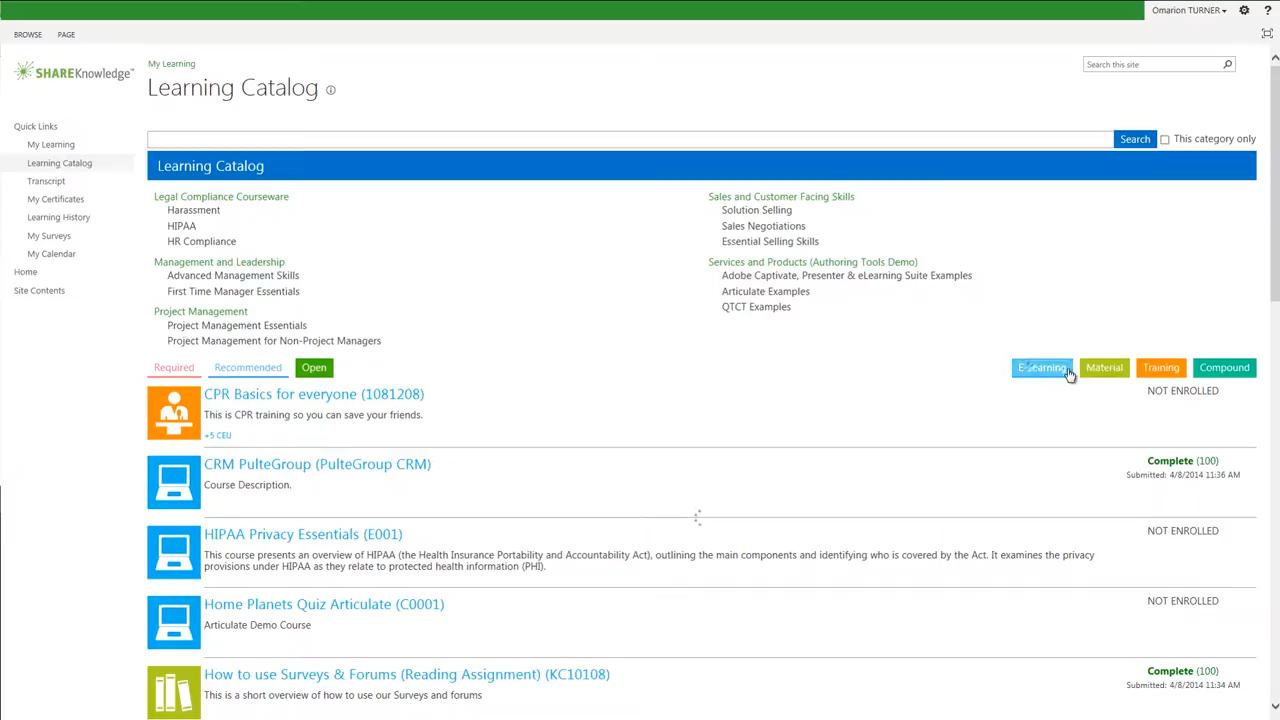 Omarion TURNER
?
BROWSE
PAGE
SHAREKnowledge™
My Learning
Search this site
Learning Catalog
Quick Links
My Learning
Learning Catalog
Transcript
My Certificates
Learning History
My Surveys
My Calendar
Home
Site Contents
Search
This category only
Learning Catalog
Legal Compliance Courseware
Harassment
HIPAA
HR Compliance
Management and Leadership
Advanced Management Skills
First Time Manager Essentials
Project Management
Project Management Essentials
Project Management for Non-Project Managers
Sales and Customer Facing Skills
Solution Selling
Sales Negotiations
Essential Selling Skills
Services and Products (Authoring Tools Demo)
Adobe Captivate, Presenter & eLearning Suite Examples
Articulate Examples
QTCT Examples
Required
Recommended
Open
E-Learning
Material
Training
Compound
CPR Basics for everyone (1081208)
NOT ENROLLED
This is CPR training so you can save your friends.
+5 CEU
CRM PulteGroup (PulteGroup CRM)
Complete (100)
Course Description.
Submitted: 4/8/2014 11:36 AM
HIPAA Privacy Essentials (E001)
NOT ENROLLED
This course presents an overview of HIPAA (the Health Insurance Portability and Accountability Act), outlining the main components and identifying who is covered by the Act. It examines the privacy
provisions under HIPAA as they relate to protected health information (PHI).
Home Planets Quiz Articulate (C0001)
NOT ENROLLED
Articulate Demo Course
How to use Surveys & Forums (Reading Assignment) (KC10108)
Complete (100)
This is a short overview of how to use our Surveys and forums
Submitted: 4/8/2014 11:34 AM